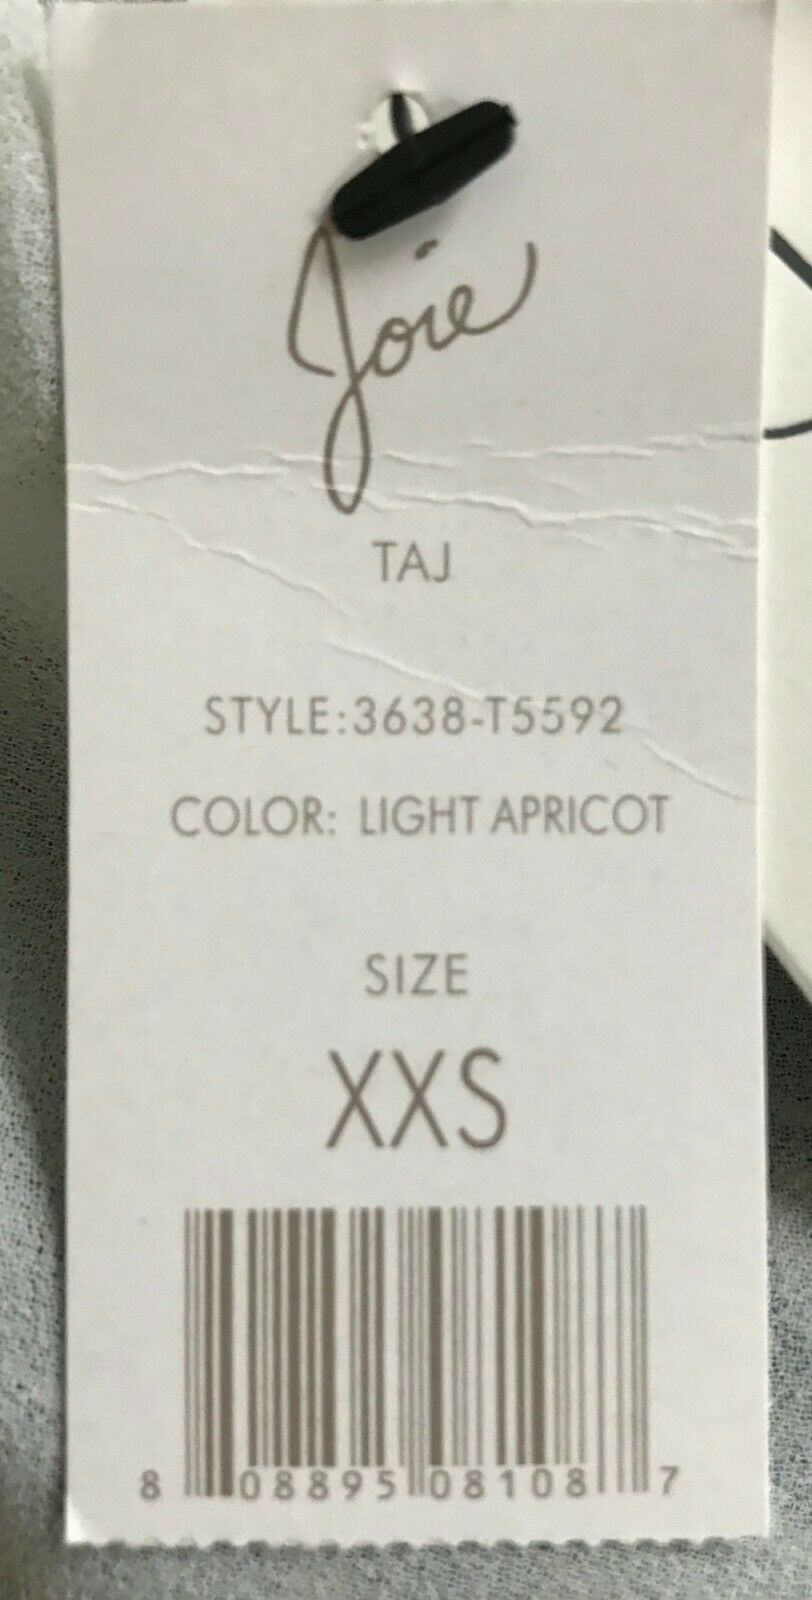 Joie
TAJ
STYLE:3638-T5592
COLOR: LIGHT APRICOT
SIZE
XXS
8 08895 08108 7